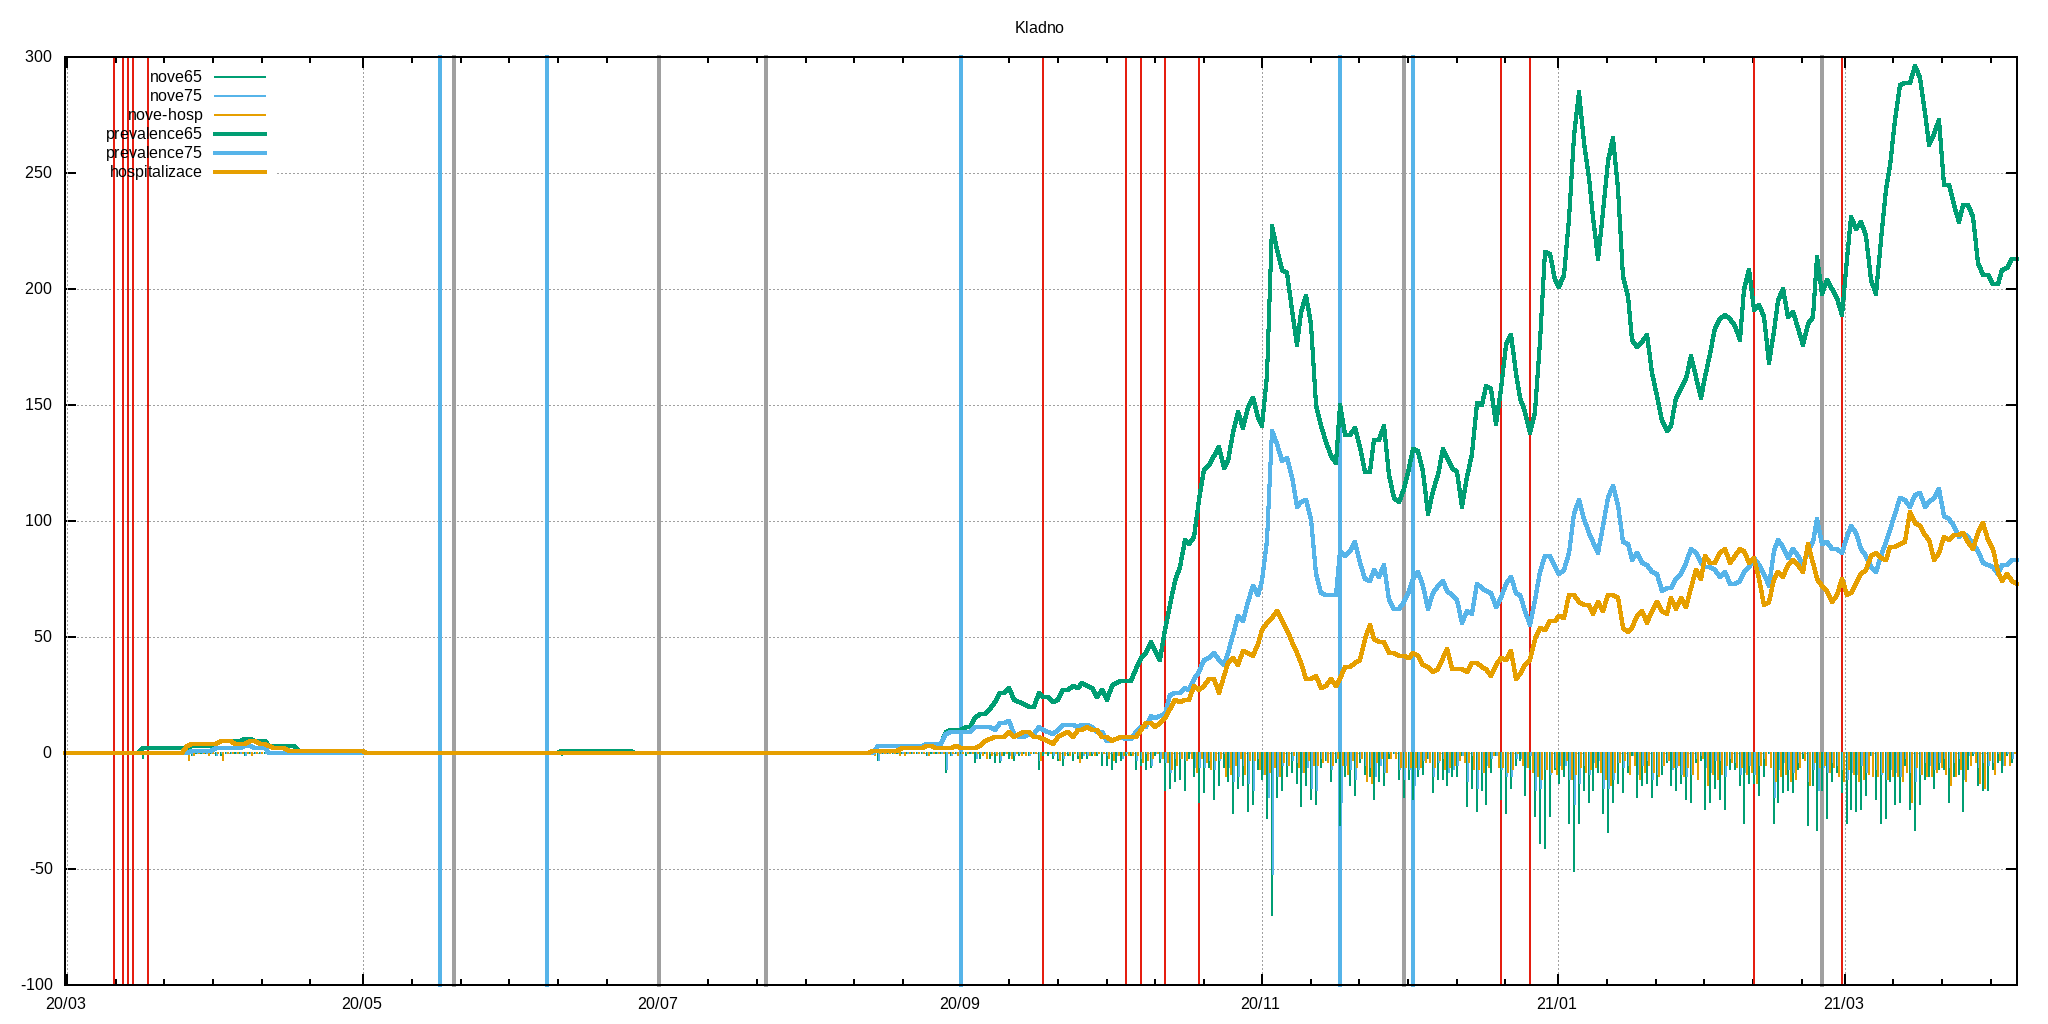 Kladno
300
250
200
150
100
50
0
-50
-100
nove65
nove75
nove-hosp
prevalence65
prevalence75
hospitalizace
20/03 20/05 20/07 20/09 20/11 21/01 21/03